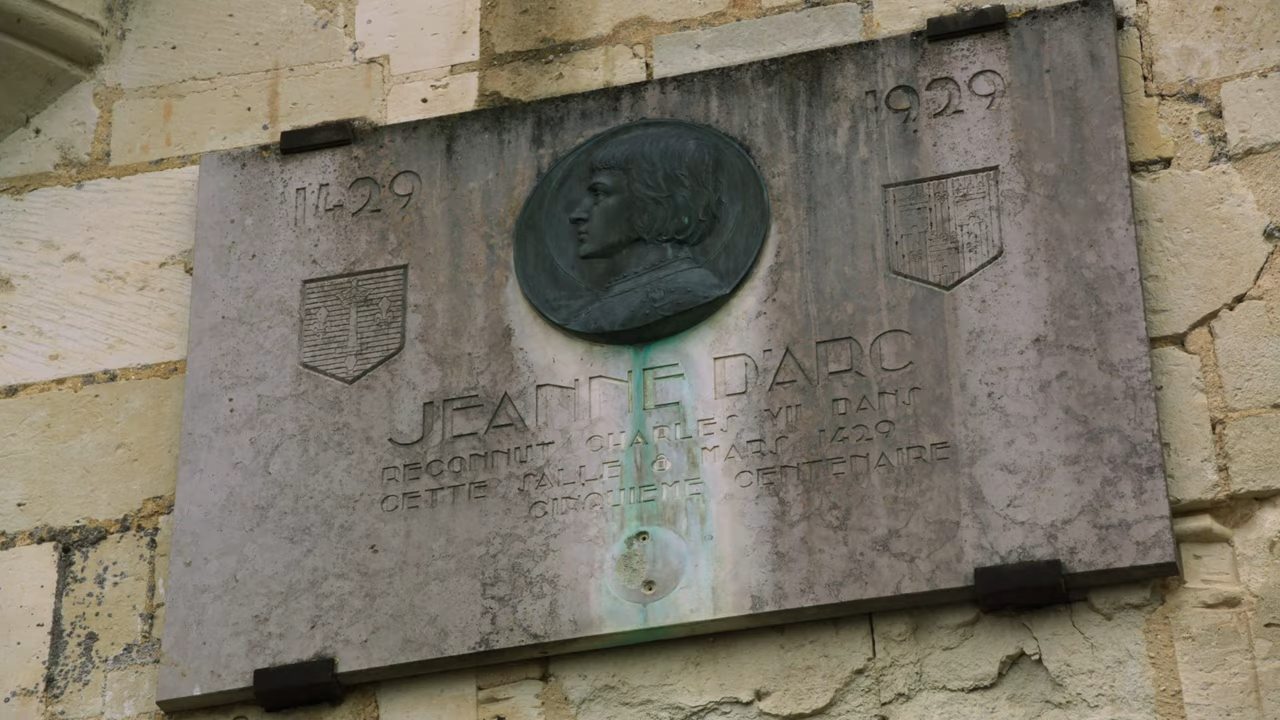 1429
1929
JEANNE D'ARC
RECONNUT CHARLES VII DANS
CETTE SALLE 8 MARS 1429
CINQUIEME CENTENAIRE